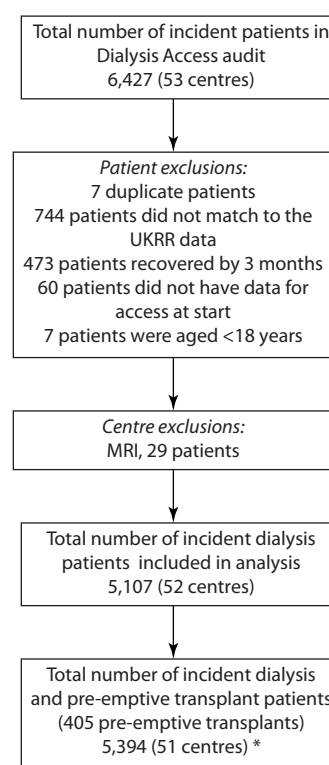 Total number of incident patients in
Dialysis Access audit
6,427 (53 centres)
Patient exclusions:
7 duplicate patients
744 patients did not match to the
UKRR data
473 patients recovered by 3 months
60 patients did not have data for
access at start
7 patients were aged <18 years
Centre exclusions:
MRI, 29 patients
Total number of incident dialysis
patients included in analysis
5,107 (52 centres)
Total number of incident dialysis
and pre-emptive transplant patients
(405 pre-emptive transplants)
5,394 (51 centres) *